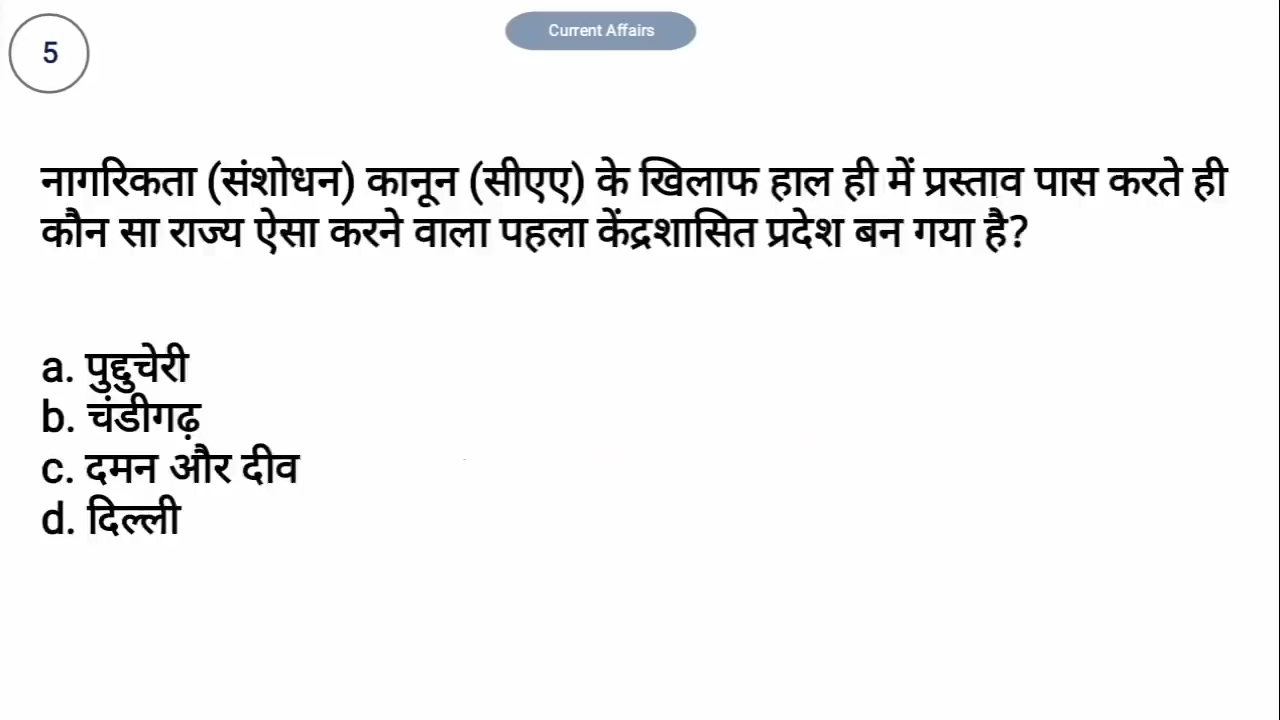 5
Current Affairs
नागरिकता (संशोधन) कानून (सीएए) के खिलाफ हाल ही में प्रस्ताव पास करते ही
कौन सा राज्य ऐसा करने वाला पहला केंद्रशासित प्रदेश बन गया है?
a. पुद्दुचेरी
b. चंडीगढ़
c. दमन और दीव
d. दिल्ली